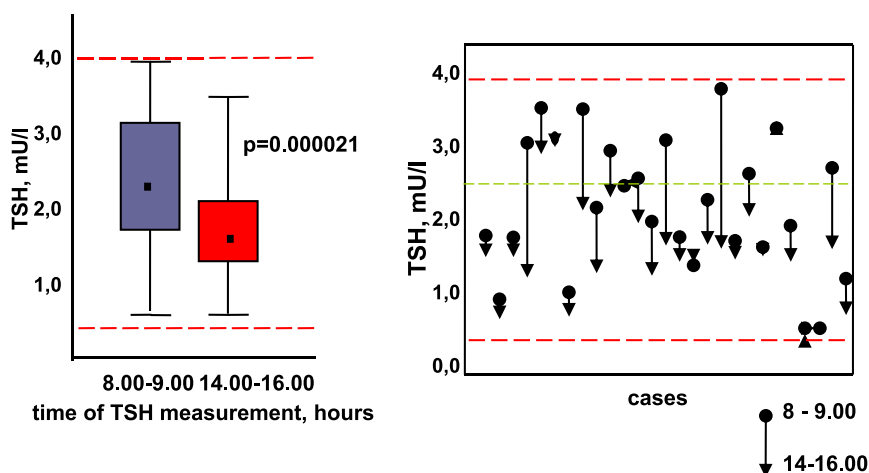 TSH, mU/l
4,0
3,0
2,0
1,0
p=0.000021
8.00-9.00 14.00-16.00
time of TSH measurement, hours
TSH, mU/l
4,0
3,0
2,0
1,0
0,0
cases
8 - 9.00
14-16.00